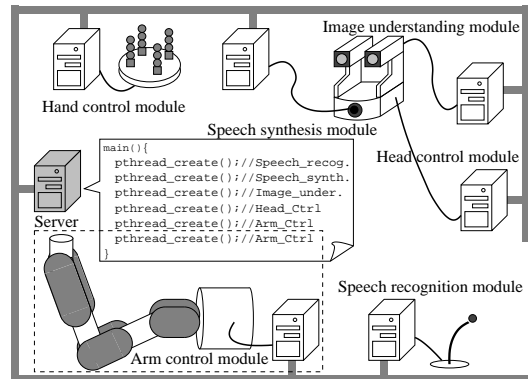 Image understanding module
Hand control module
Speech synthesis module
main(){
pthread_create();//Speech_recog.
pthread_create();//Speech_synth.
pthread_create();//Image_under.
pthread_create();//Head_Ctrl
pthread_create();//Arm_Ctrl
pthread_create();//Arm_Ctrl
}
Head control module
Server
Speech recognition module
Arm control module